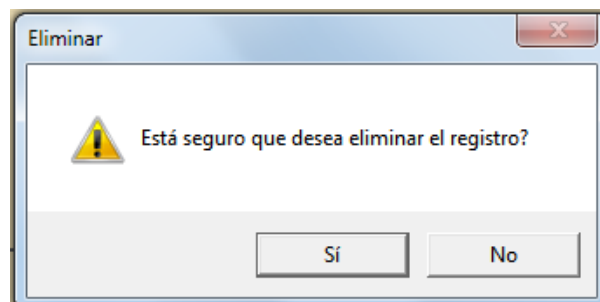 Eliminar
Está seguro que desea eliminar el registro?
Sí
No